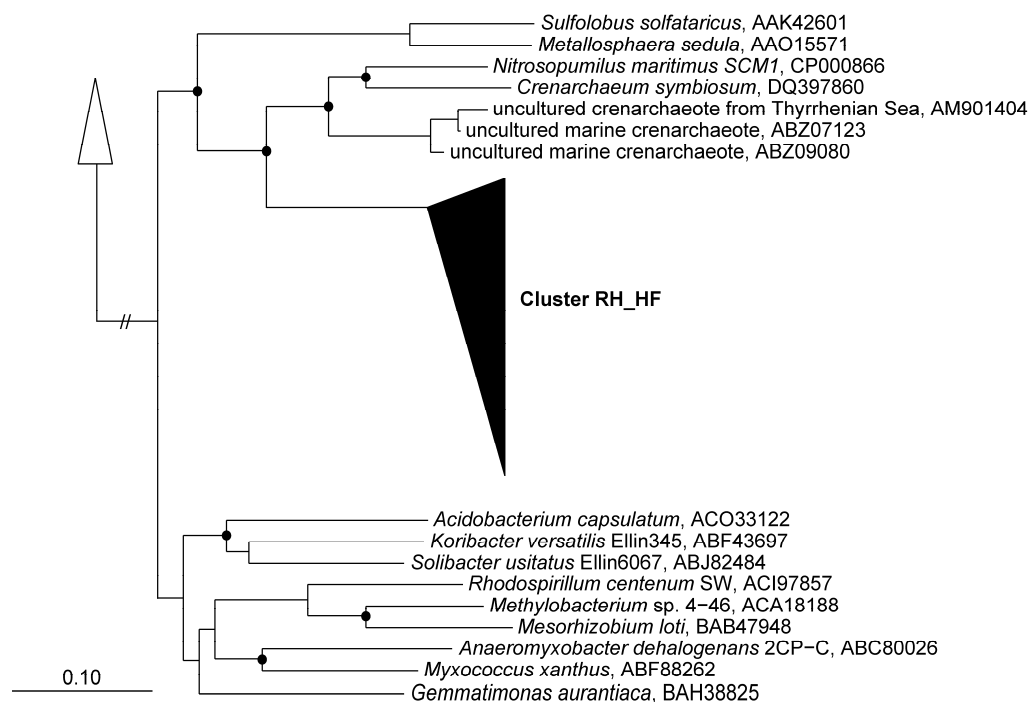 Sulfolobus solfataricus, AAK42601
Metallosphaera sedula, AAO15571
Nitrosopumilus maritimus SCM1, CP000866
Crenarchaeum symbiosum, DQ397860
uncultured crenarchaeote from Thyrrhenian Sea, AM901404
uncultured marine crenarchaeote, ABZ07123
uncultured marine crenarchaeote, ABZ09080
Cluster RH_HF
Acidobacterium capsulatum, ACO33122
Koribacter versatilis Ellin345, ABF43697
Solibacter usitatus Ellin6067, ABJ82484
Rhodospirillum centenum SW, ACI97857
Methylobacterium sp. 4−46, ACA18188
Mesorhizobium loti, BAB47948
Anaeromyxobacter dehalogenans 2CP−C, ABC80026
Myxococcus xanthus, ABF88262
Gemmatimonas aurantiaca, BAH38825
0.10